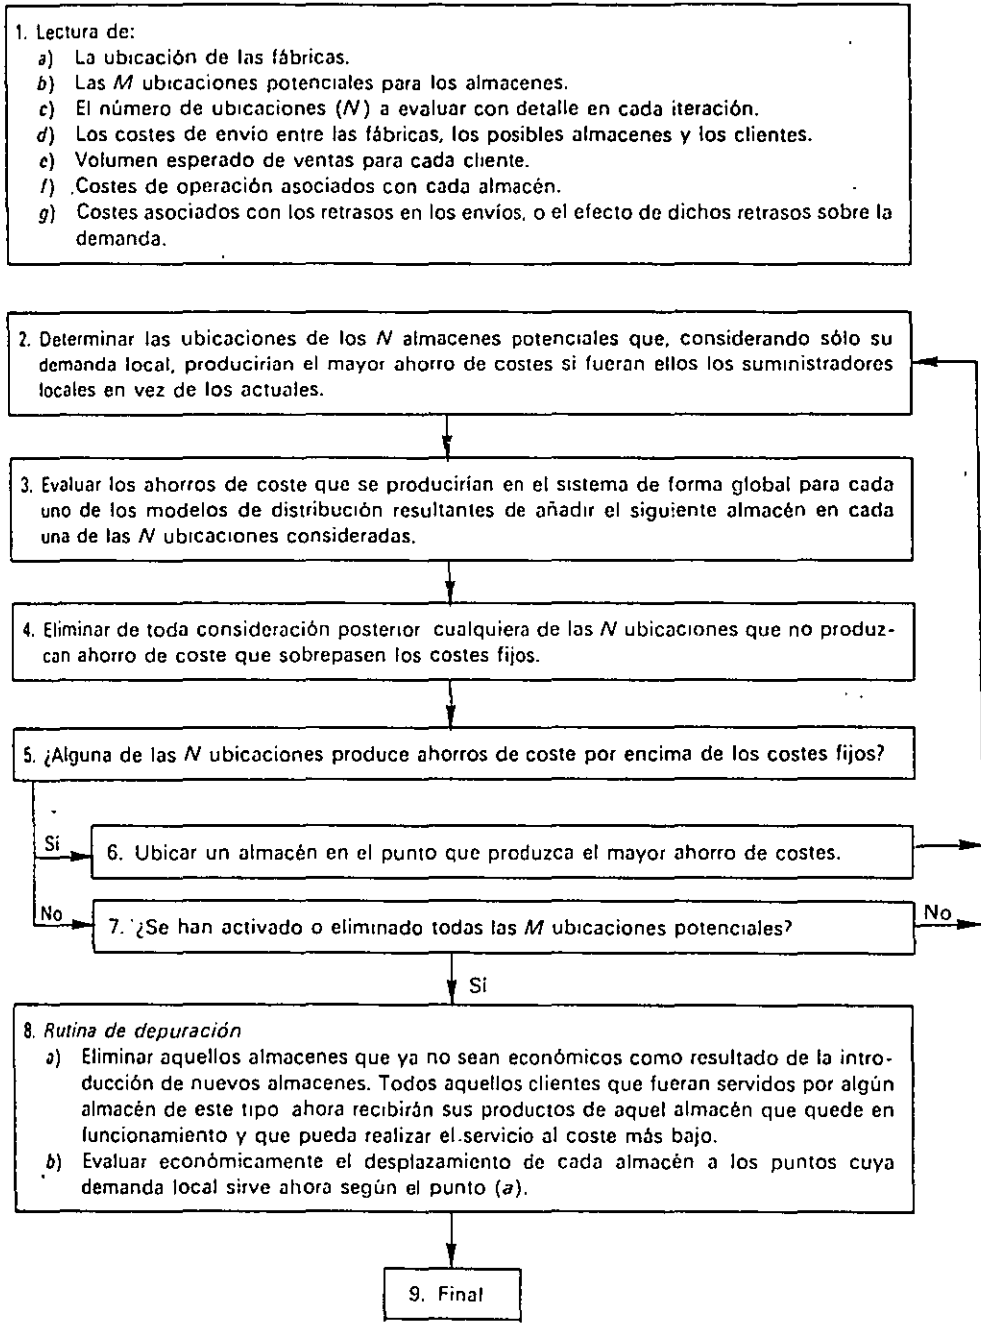 1. Lectura de:
a) La ubicación de las fábricas.
b) Las M ubicaciones potenciales para los almacenes.
c) El número de ubicaciones (N) a evaluar con detalle en cada iteración.
d) Los costes de envío entre las fábricas, los posibles almacenes y los clientes.
e) Volumen esperado de ventas para cada cliente.
f) Costes de operación asociados con cada almacén.
g) Costes asociados con los retrasos en los envíos, o el efecto de dichos retrasos sobre la
demanda.
2. Determinar las ubicaciones de los N almacenes potenciales que, considerando sólo su
demanda local, producirían el mayor ahorro de costes si fueran ellos los suministradores
locales en vez de los actuales.
3. Evaluar los ahorros de coste que se producirían en el sistema de forma global para cada
uno de los modelos de distribución resultantes de añadir el siguiente almacén en cada
una de las N ubicaciones consideradas.
4. Eliminar de toda consideración posterior cualquiera de las N ubicaciones que no produz-
can ahorro de coste que sobrepasen los costes fijos.
5. ¿Alguna de las N ubicaciones produce ahorros de coste por encima de los costes fijos?
Sí
6. Ubicar un almacén en el punto que produzca el mayor ahorro de costes.
No
7. ¿Se han activado o eliminado todas las M ubicaciones potenciales?
No
Sí
8. Rutina de depuración
a) Eliminar aquellos almacenes que ya no sean económicos como resultado de la intro-
ducción de nuevos almacenes. Todos aquellos clientes que fueran servidos por algún
almacén de este tipo ahora recibirán sus productos de aquel almacén que quede en
funcionamiento y que pueda realizar el servicio al coste más bajo.
b) Evaluar económicamente el desplazamiento de cada almacén a los puntos cuya
demanda local sirve ahora según el punto (a).
9. Final